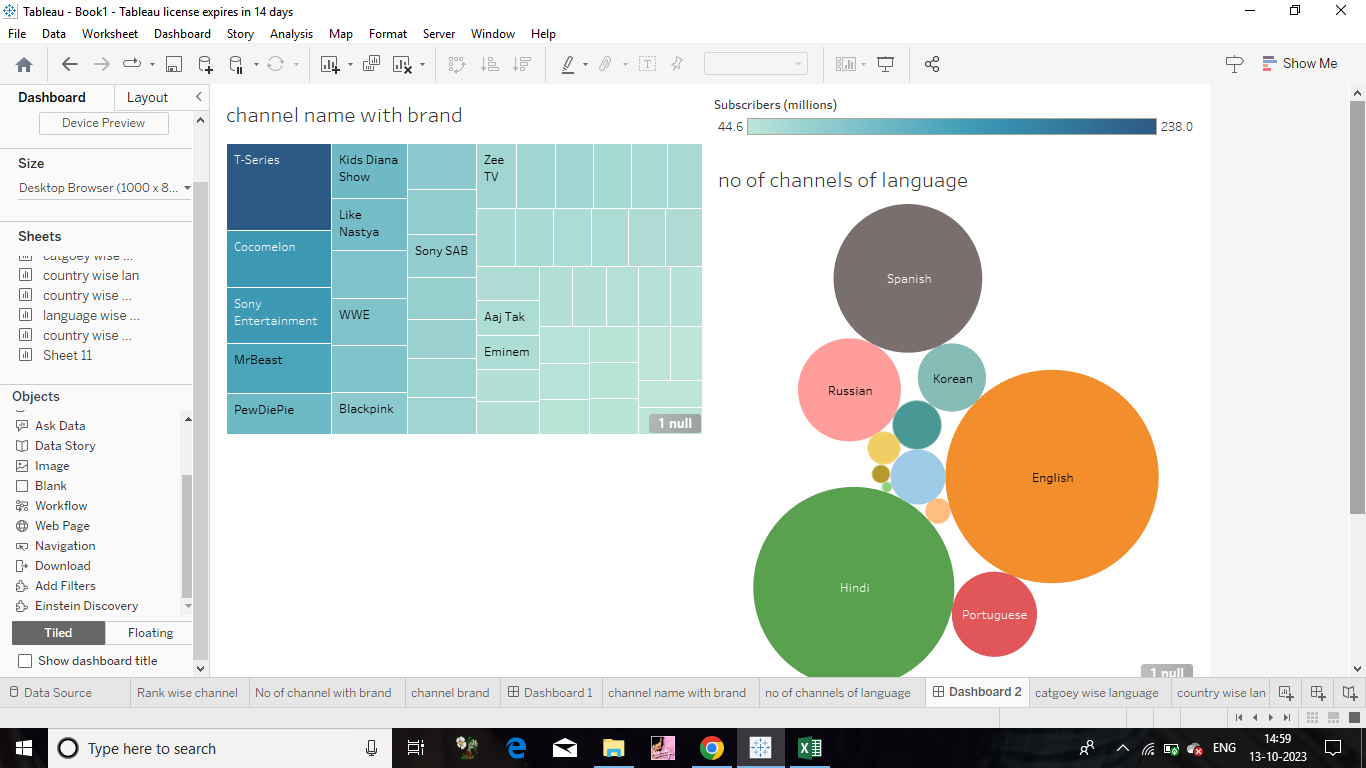 Tableau - Book1 - Tableau license expires in 14 days
File Data Worksheet Dashboard Story Analysis Map Format Server Window Help
Show Me
Dashboard Layout
Device Preview
Size
Desktop Browser (1000 x 8...
Sheets
catgoey wise ...
country wise lan
country wise ...
language wise ...
country wise ...
Sheet 11
Objects
Ask Data
Data Story
Image
Blank
Workflow
Web Page
Navigation
Download
Add Filters
Einstein Discovery
Tiled Floating
Show dashboard title
channel name with brand
T-Series
Cocomelon
Sony
Entertainment
MrBeast
PewDiePie
Kids Diana
Show
Like
Nastya
WWE
Blackpink
Sony SAB
Zee
TV
Aaj Tak
Eminem
1 null
Subscribers (millions)
44.6 238.0
no of channels of language
Spanish
Russian
Korean
English
Hindi
Portuguese
1 null
Data Source Rank wise channel No of channel with brand channel brand Dashboard 1 channel name with brand no of channels of language Dashboard 2 catgoey wise language country wise lan
Type here to search
ENG
14:59
13-10-2023